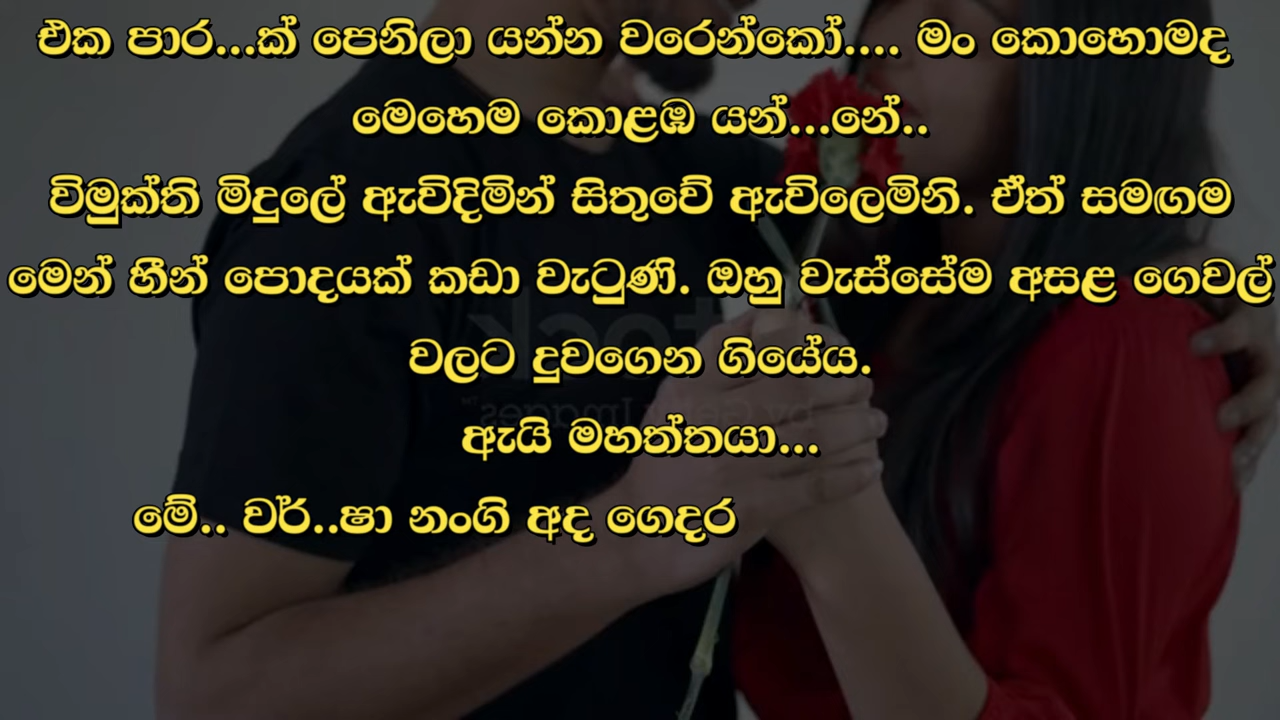 එක පාර...ක් පෙනිලා යන්න වරෙන්කෝ.... මං කොහොමද
මෙහෙම කොළඹ යන්...නේ..
විමුක්ති මිදුලේ ඇවිදිමින් සිතුවේ ඇවිලෙමිනි. ඒත් සමඟම
මෙන් හීන් පොදයක් කඩා වැටුණි. ඔහු වැස්සේම අසළ ගෙවල්
වලට දුවගෙන ගියේය.
ඇයි මහත්තයා...
මේ.. වර්..ෂා නංගි අද ගෙදර